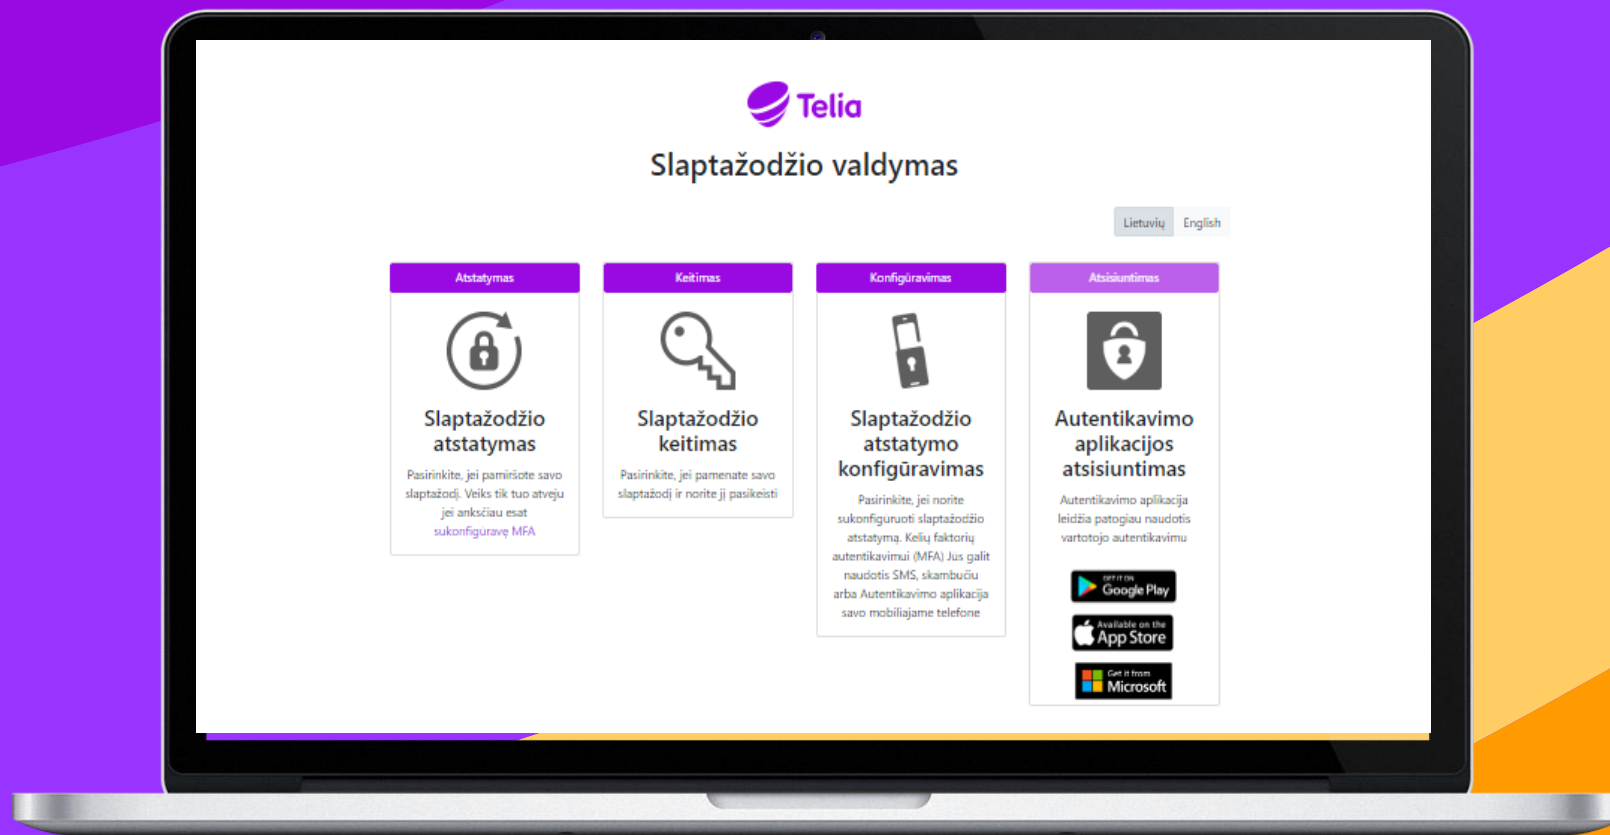 Telia
Slaptažodžio valdymas
Lietuvių English
Atstatymas
Slaptažodžio
atstatymas
Pasirinkite, jei pamiršote savo
slaptažodį. Veiks tik tuo atveju
jei anksčiau esat
sukonfigūravę MFA
Keitimas
Slaptažodžio
keitimas
Pasirinkite, jei pamenate savo
slaptažodį ir norite jį pasikeisti
Konfigūravimas
Slaptažodžio
atstatymo
konfigūravimas
Pasirinkite, jei norite
sukonfiguruoti slaptažodžio
atstatymą. Kelių faktorių
autentikavimui (MFA) Jūs galit
naudotis SMS, skambučiu
arba Autentikavimo aplikacija
savo mobiliajame telefone
Atsisiuntimas
Autentikavimo
aplikacijos
atsisiuntimas
Autentikavimo aplikacija
leidžia patogiau naudotis
vartotojo autentikavimu
GET IT ON
Google Play
Available on the
App Store
Get it from
Microsoft